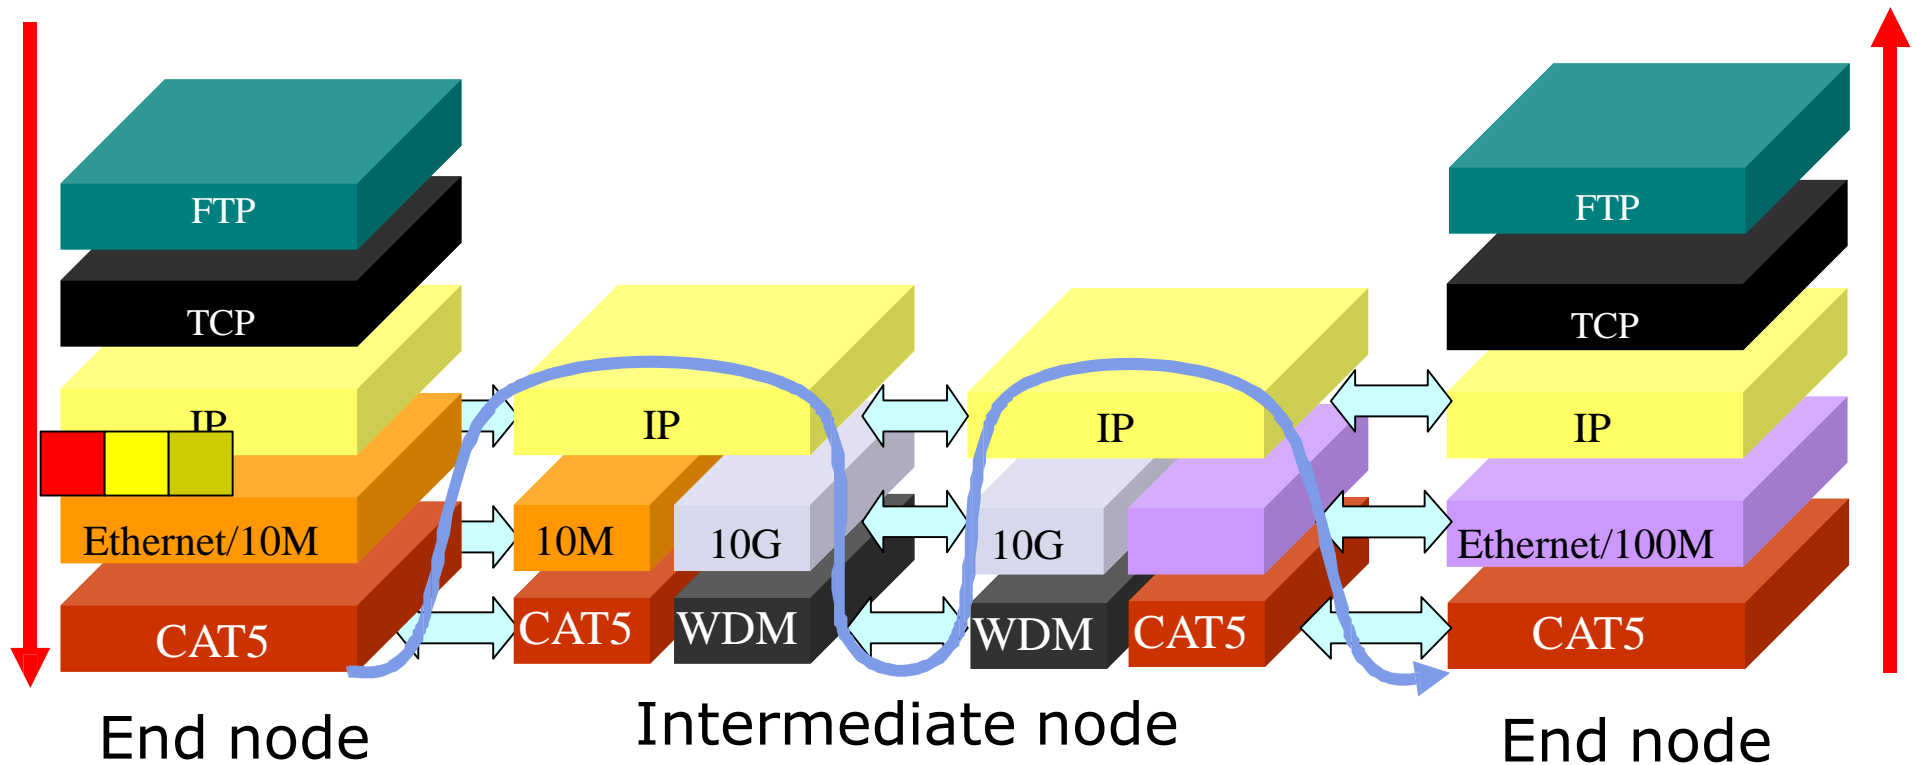 FTP
TCP
IP
Ethernet/10M
CAT5
End node
IP
10M
10G
CAT5
WDM
IP
10G
WDM
CAT5
Intermediate node
FTP
TCP
IP
Ethernet/100M
CAT5
End node